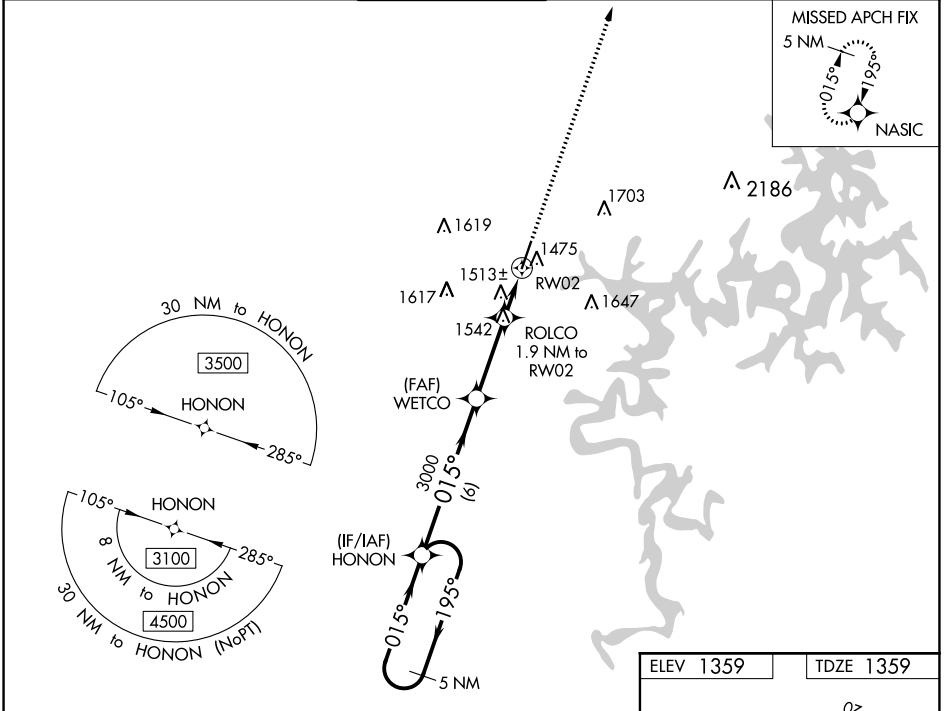 MISSED APCH FIX
5 NM
015°
195°
NASIC
2186
1703
1619
1475
RW02
1513±
1617
1647
1542
ROLCO
1.9 NM to
RW02
(FAF)
WETCO
30 NM to HONON
3500
105°
HONON
285°
3000
015°
(6)
105°
HONON
285°
3100
8 NM to HONON
4500
30 NM to HONON (NoPT)
(IF/IAF)
HONON
015°
195°
5 NM
ELEV 1359
TDZE 1359